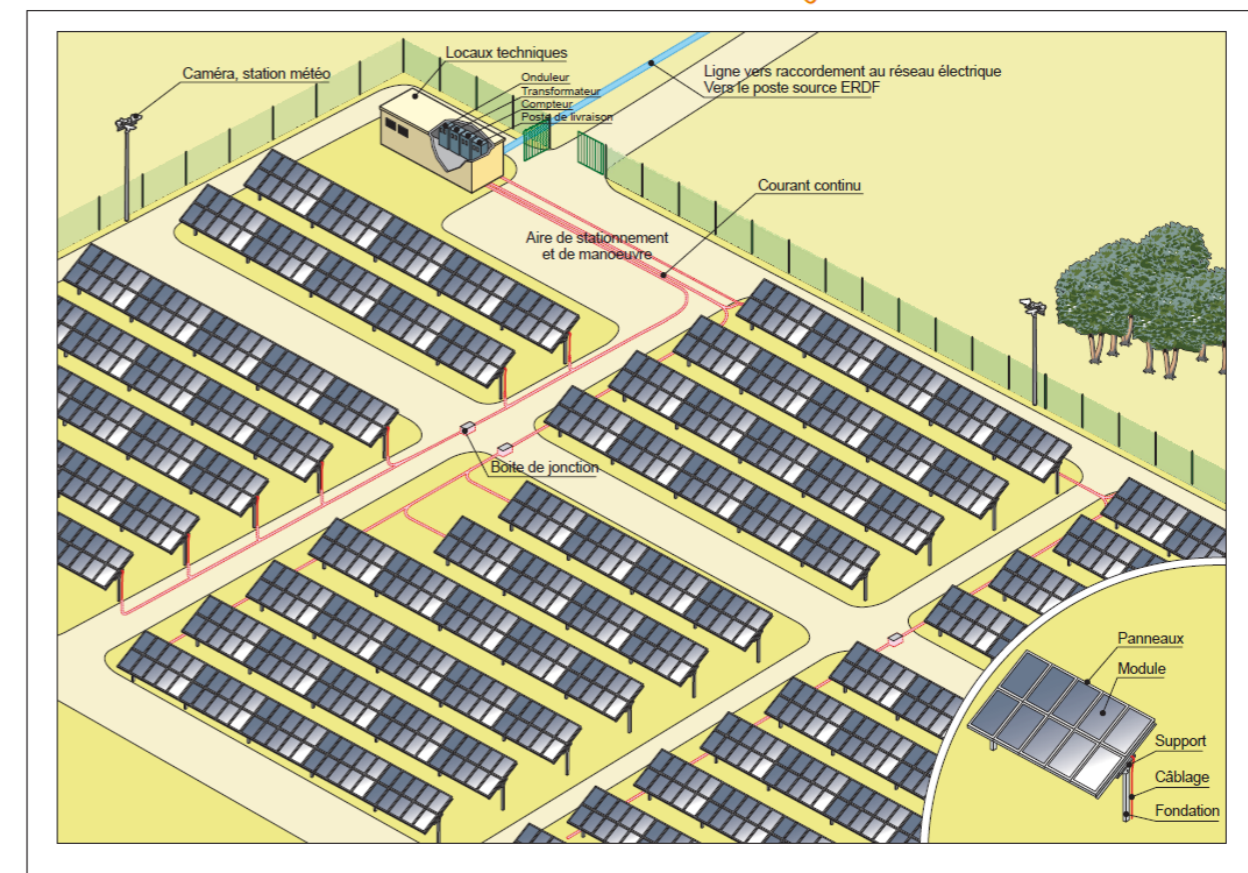 Locaux techniques
Caméra, station météo
Onduleur
Transformateur
Compteur
Poste de livraison
Ligne vers raccordement au réseau électrique
Vers le poste source ERDF
Courant continu
Aire de stationnement
et de manoeuvre
Boite de jonction
Panneaux
Module
Support
Câblage
Fondation